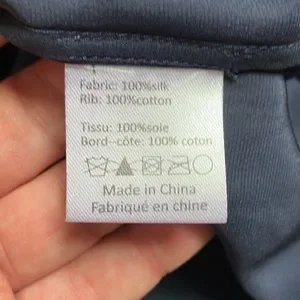 Fabric: 100%silk
Rib: 100%cotton
Tissu: 100%soie
Bord--côte: 100% coton
Made in China
Fabriqué en chine